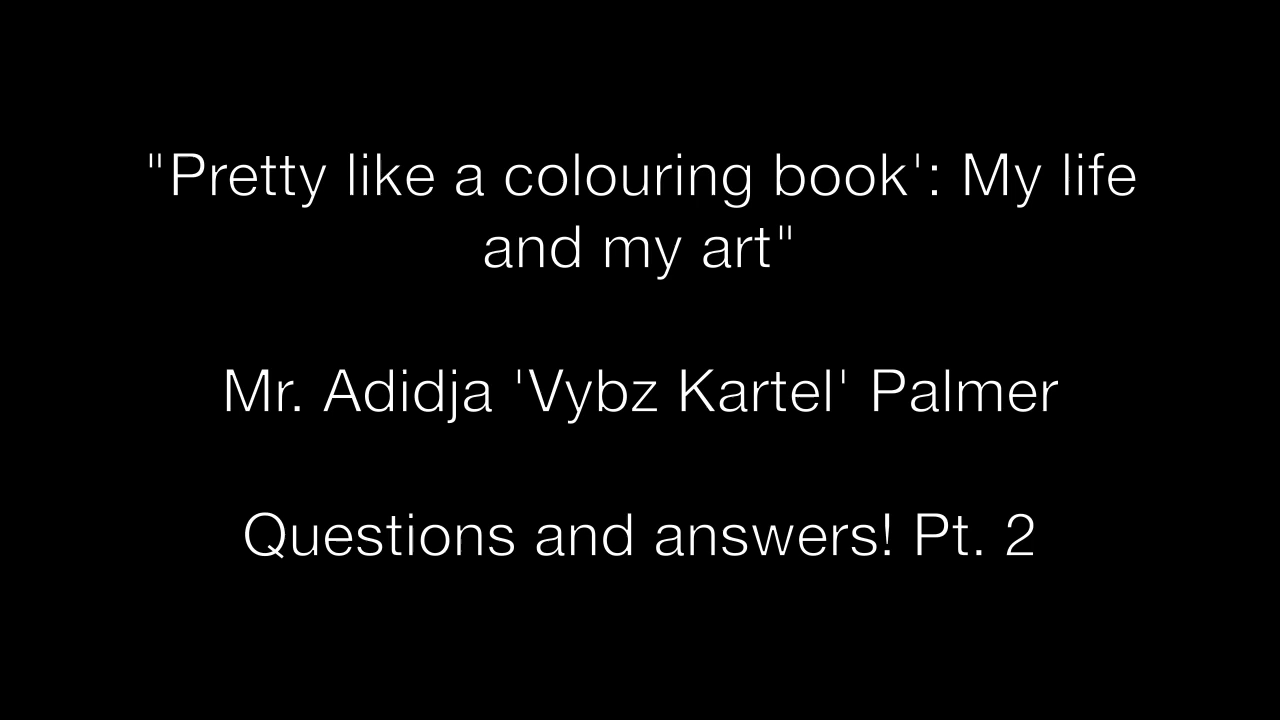 "Pretty like a colouring book': My life
and my art"
Mr. Adidja 'Vybz Kartel' Palmer
Questions and answers! Pt. 2